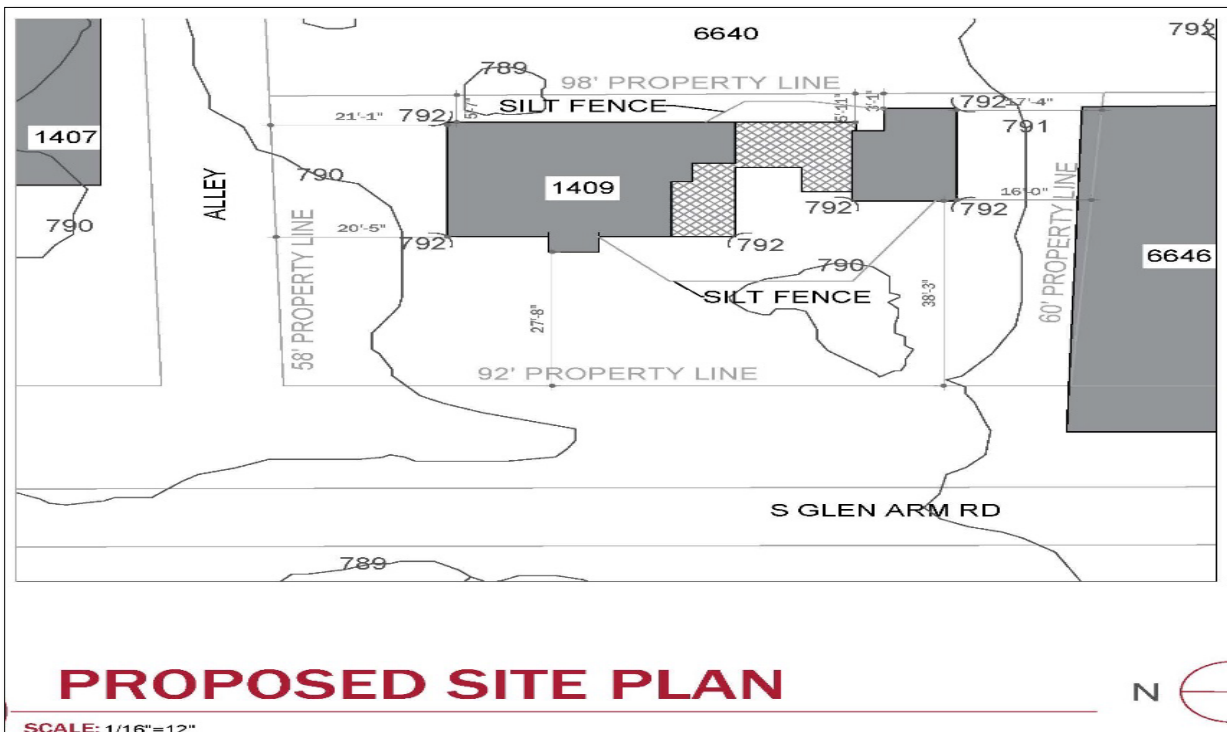 6640
792
789
98' PROPERTY LINE
SILT FENCE
5'-7"
5'-11"
3'-1"
792
17'-4"
21'-1"
792
791
1407
ALLEY
790
1409
60' PROPERTY LINE
16'-0"
58' PROPERTY LINE
790
20'-5"
792
792
792
792
6646
790
SILT FENCE
27'-8"
38'-3"
92' PROPERTY LINE
S GLEN ARM RD
789
PROPOSED SITE PLAN
N
SCALE: 1/16"=12"